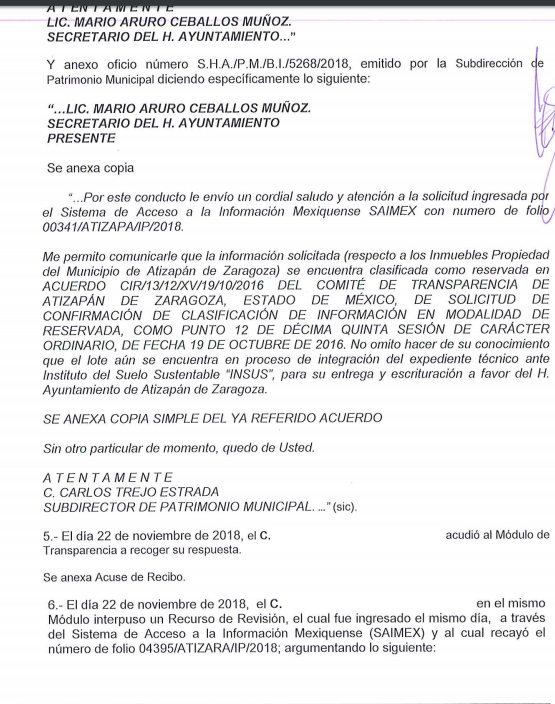 A T E N T A M E N T E
LIC. MARIO ARURO CEBALLOS MUÑOZ.
SECRETARIO DEL H. AYUNTAMIENTO..."
Y anexo oficio número S.H.A./P.M./B.I./5268/2018, emitido por la Subdirección de
Patrimonio Municipal diciendo específicamente lo siguiente:
"...LIC. MARIO ARURO CEBALLOS MUÑOZ.
SECRETARIO DEL H. AYUNTAMIENTO
PRESENTE
Se anexa copia
"...Por este conducto le envío un cordial saludo y atención a la solicitud ingresada por
el Sistema de Acceso a la Información Mexiquense SAIMEX con numero de folio
00341/ATIZAPA/IP/2018.
Me permito comunicarle que la información solicitada (respecto a los Inmuebles Propiedad
del Municipio de Atizapán de Zaragoza) se encuentra clasificada como reservada en
ACUERDO CIR/13/12/XV/19/10/2016 DEL COMITÉ DE TRANSPARENCIA DE
ATIZAPÁN DE ZARAGOZA, ESTADO DE MÉXICO, DE SOLICITUD DE
CONFIRMACIÓN DE CLASIFICACIÓN DE INFORMACIÓN EN MODALIDAD DE
RESERVADA, COMO PUNTO 12 DE DÉCIMA QUINTA SESIÓN DE CARÁCTER
ORDINARIO, DE FECHA 19 DE OCTUBRE DE 2016. No omito hacer de su conocimiento
que el lote aún se encuentra en proceso de integración del expediente técnico ante
Instituto del Suelo Sustentable "INSUS", para su entrega y escrituración a favor del H.
Ayuntamiento de Atizapán de Zaragoza.
SE ANEXA COPIA SIMPLE DEL YA REFERIDO ACUERDO
Sin otro particular de momento, quedo de Usted.
A T E N T A M E N T E
C. CARLOS TREJO ESTRADA
SUBDIRECTOR DE PATRIMONIO MUNICIPAL. ..." (sic).
5.- El día 22 de noviembre de 2018, el C. acudió al Módulo de
Transparencia a recoger su respuesta.
Se anexa Acuse de Recibo.
6.- El día 22 de noviembre de 2018, el C. en el mismo
Módulo interpuso un Recurso de Revisión, el cual fue ingresado el mismo día, a través
del Sistema de Acceso a la Información Mexiquense (SAIMEX) y al cual recayó el
número de folio 04395/ATIZARA/IP/2018; argumentando lo siguiente: